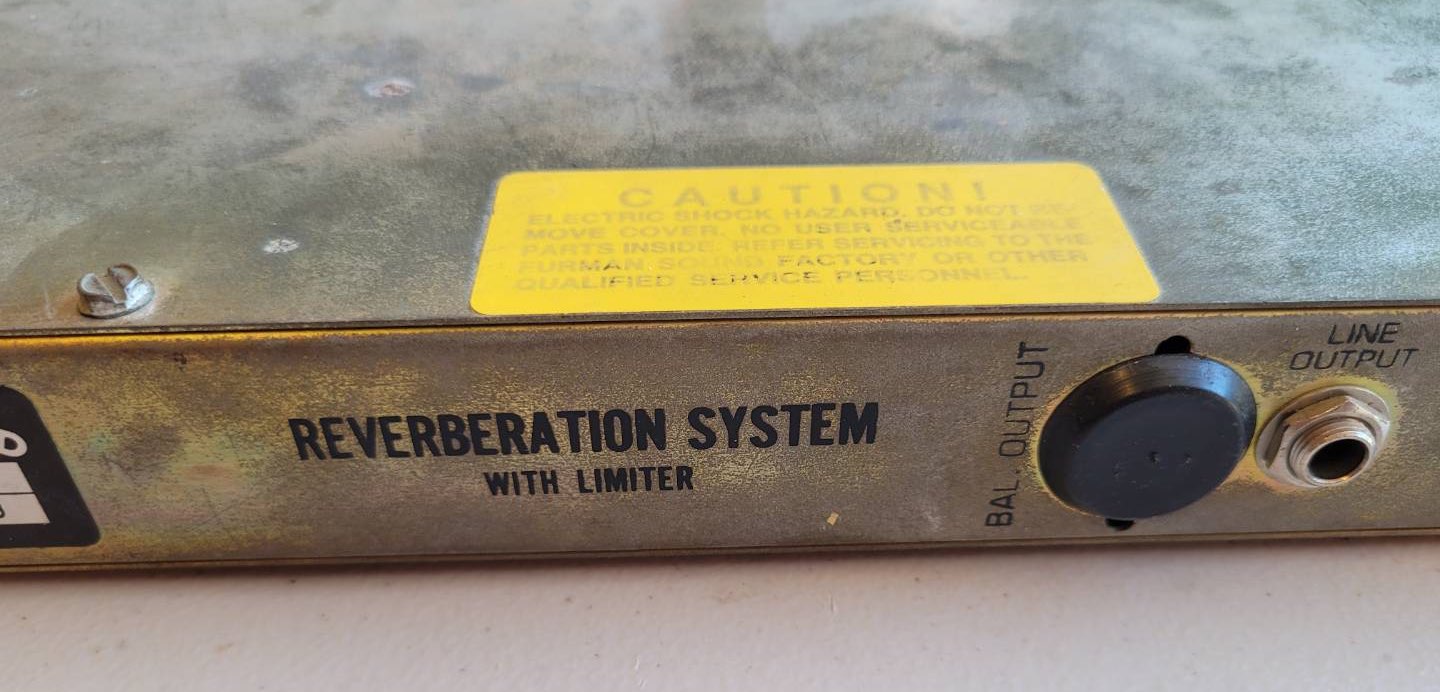 CAUTION!
ELECTRIC SHOCK HAZARD, DO NOT RE-
MOVE COVER. NO USER SERVICEABLE
PARTS INSIDE: REFER SERVICING TO THE
FURMAN SOUND FACTORY OR OTHER
QUALIFIED SERVICE PERSONNEL.
REVERBERATION SYSTEM
WITH LIMITER
BAL. OUTPUT
LINE
OUTPUT